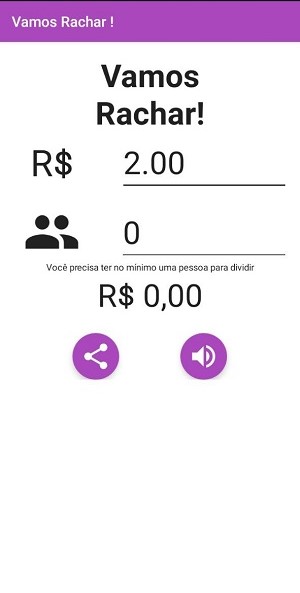 Vamos Rachar !
Vamos
Rachar!
R$ 2.00
0
Você precisa ter no mínimo uma pessoa para dividir
R$ 0,00